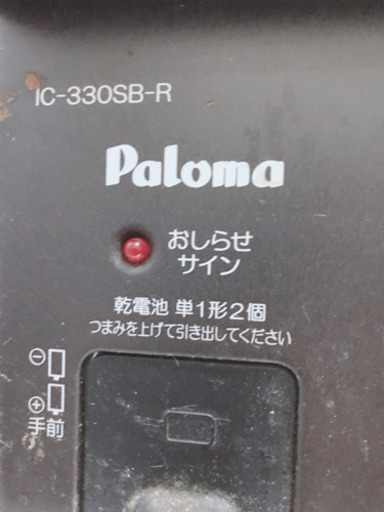 IC-330SB-R
Paloma
おしらせ
サイン
乾電池 単1形2個
つまみを上げて引き出してください
⊖
⊕
手前